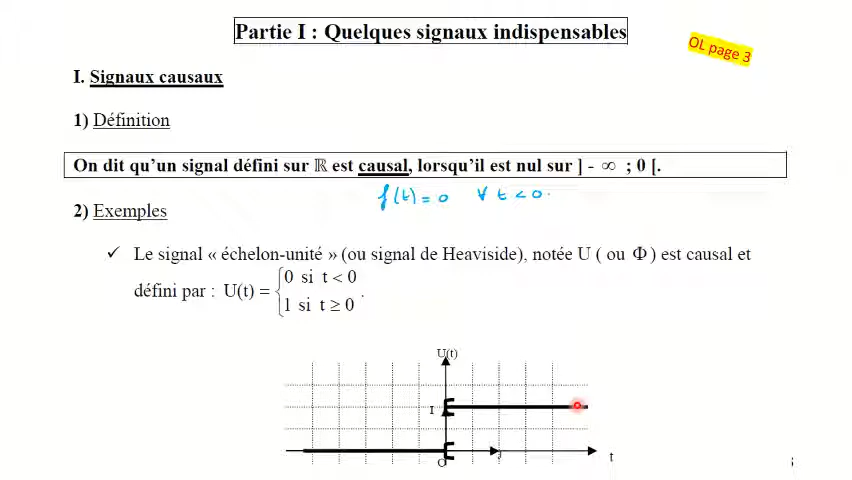 Partie I : Quelques signaux indispensables
OL page 3
I. Signaux causaux
1) Définition
On dit qu'un signal défini sur ℝ est causal, lorsqu'il est nul sur ] - ∞ ; 0 [.
f(t) = 0 ∀ t < 0.
2) Exemples
✓ Le signal « échelon-unité » (ou signal de Heaviside), notée U ( ou Φ ) est causal et
défini par : U(t) = {0 si t < 0
1 si t ≥ 0 .
U(t)
1
O
t